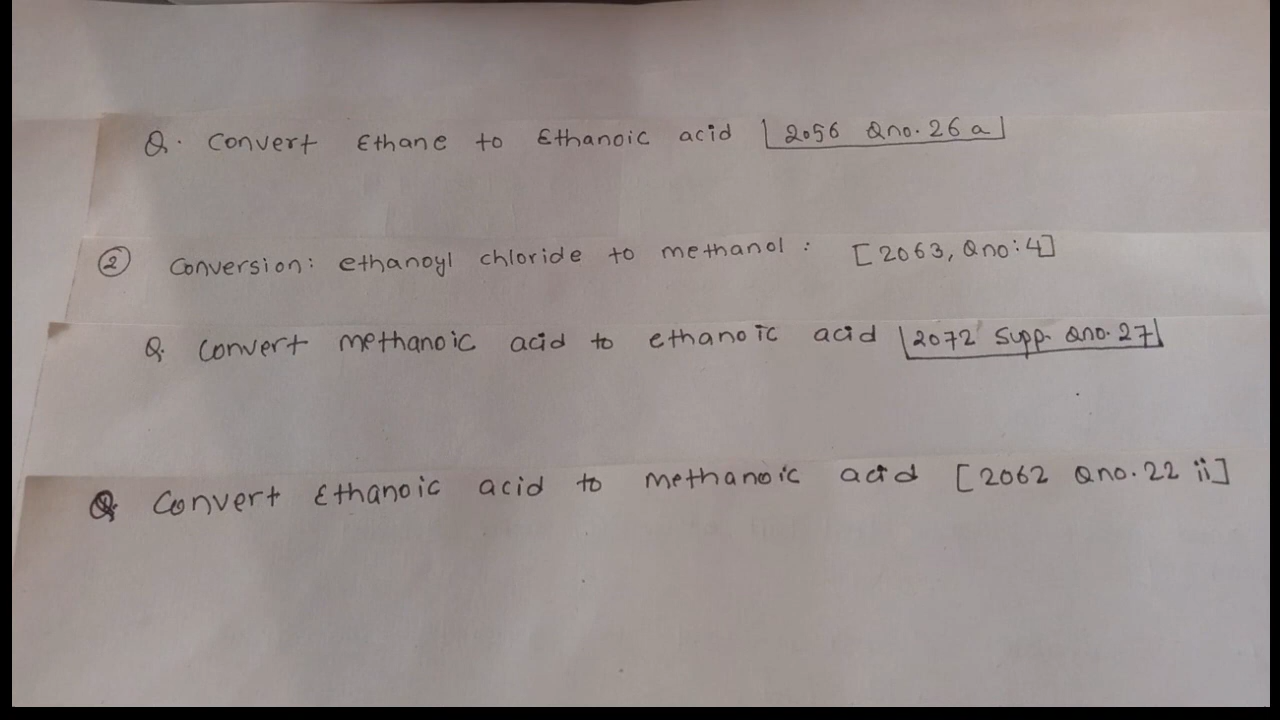 Q. Convert Ethane to Ethanoic acid [2056 Qno. 26 a]
② Conversion: ethanoyl chloride to methanol: [2063, Qno: 4]
Q. Convert methanoic acid to ethanoic acid [2072 Supp. Qno. 27]
Q. Convert Ethanoic acid to methanoic acid [2062 Qno. 22 ii]